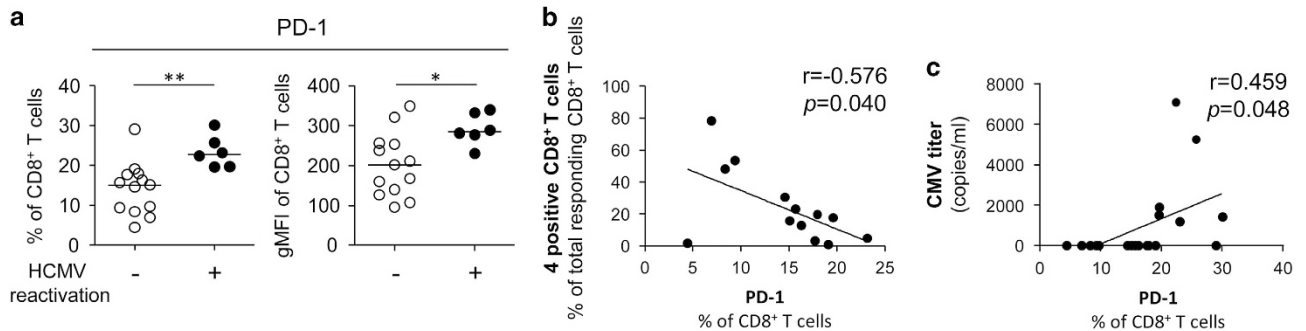 a
PD-1
% of CD8⁺ T cells
40
30
20
10
0
**
- +
HCMV
reactivation
gMFI of CD8⁺ T cells
400
300
200
100
0
*
- +
b
4 positive CD8⁺ T cells
% of total responding CD8⁺ T cells
100
80
60
40
20
0
r=-0.576
p=0.040
0 5 10 15 20 25
PD-1
% of CD8⁺ T cells
c
CMV titer
(copies/ml)
8000
6000
4000
2000
0
r=0.459
p=0.048
0 10 20 30 40
PD-1
% of CD8⁺ T cells